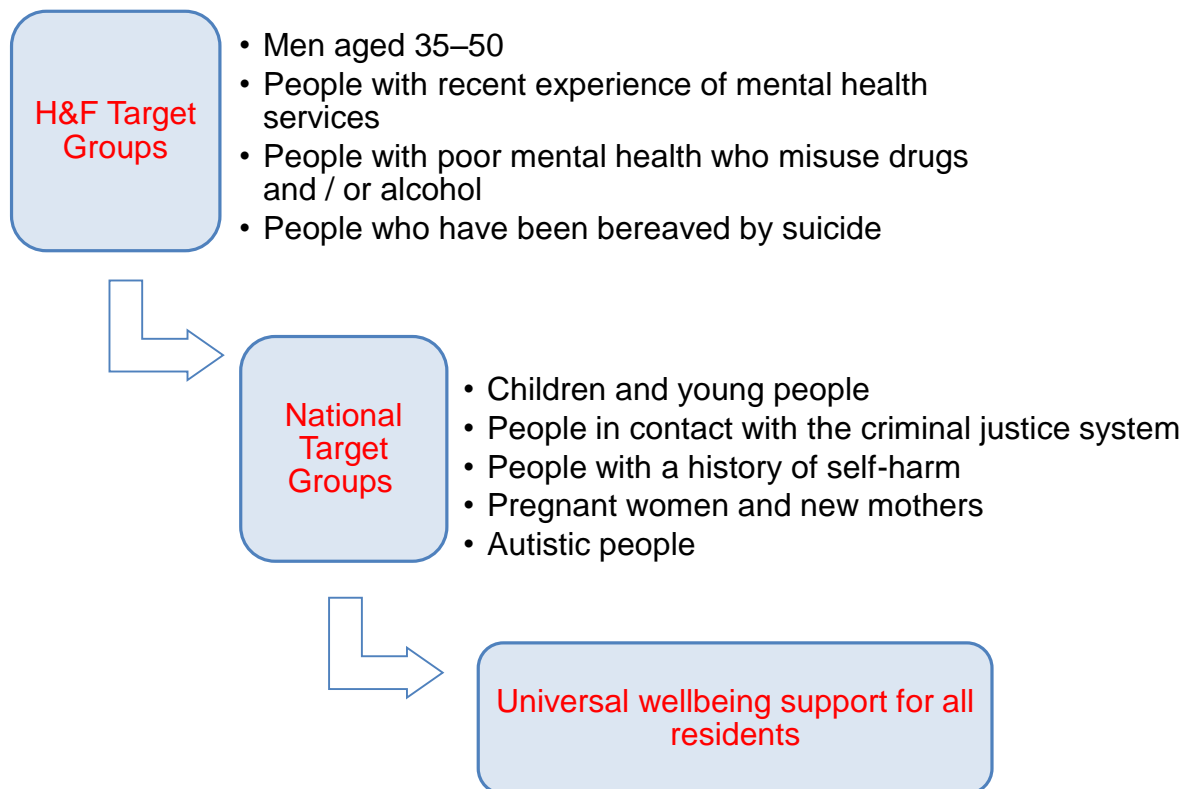 H&F Target
Groups
• Men aged 35–50
• People with recent experience of mental health
services
• People with poor mental health who misuse drugs
and / or alcohol
• People who have been bereaved by suicide
National
Target
Groups
• Children and young people
• People in contact with the criminal justice system
• People with a history of self-harm
• Pregnant women and new mothers
• Autistic people
Universal wellbeing support for all
residents